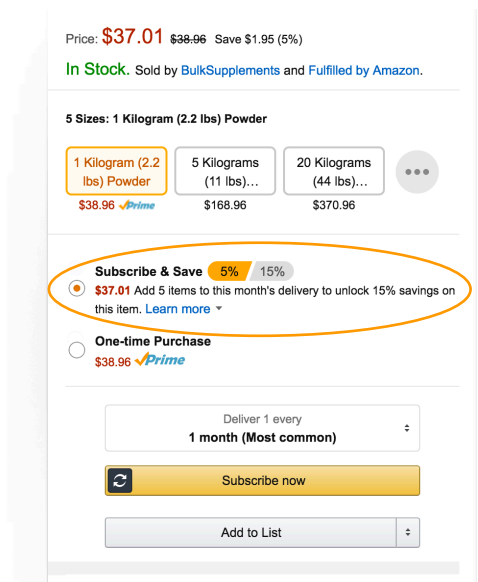 Price: $37.01 $38.96 Save $1.95 (5%)
In Stock. Sold by BulkSupplements and Fulfilled by Amazon.
5 Sizes: 1 Kilogram (2.2 lbs) Powder
1 Kilogram (2.2 lbs) Powder
$38.96 Prime
5 Kilograms (11 lbs)...
$168.96
20 Kilograms (44 lbs)...
$370.96
Subscribe & Save 5% 15%
$37.01 Add 5 items to this month's delivery to unlock 15% savings on
this item. Learn more
One-time Purchase
$38.96 Prime
Deliver 1 every
1 month (Most common)
Subscribe now
Add to List